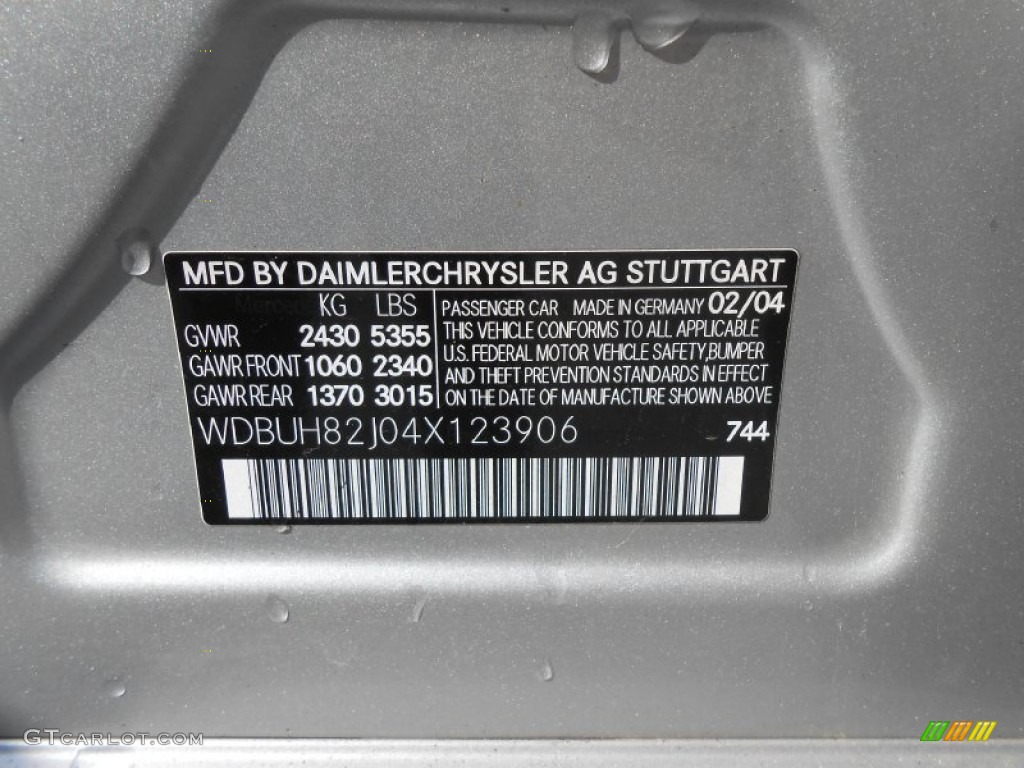 MFD BY DAIMLERCHRYSLER AG STUTTGART
KG LBS
GVWR 2430 5355
GAWR FRONT 1060 2340
GAWR REAR 1370 3015
PASSENGER CAR MADE IN GERMANY 02/04
THIS VEHICLE CONFORMS TO ALL APPLICABLE
U.S. FEDERAL MOTOR VEHICLE SAFETY,BUMPER
AND THEFT PREVENTION STANDARDS IN EFFECT
ON THE DATE OF MANUFACTURE SHOWN ABOVE
WDBUH82J04X123906 744
GTCARLOT.COM